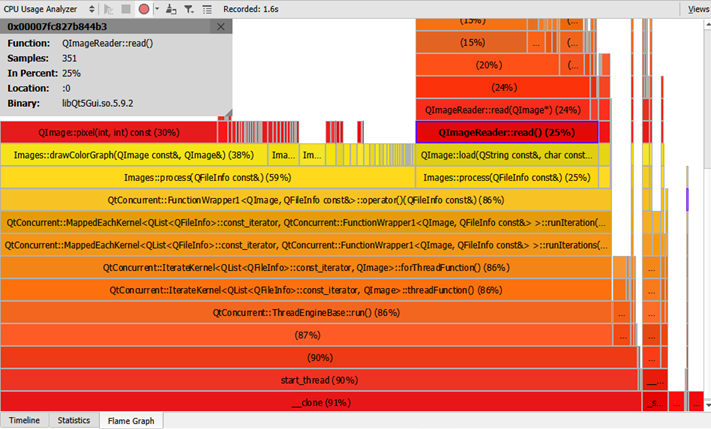 CPU Usage Analyzer
Recorded: 1.6s
Views
0x00007fc827b844b3
Function: QImageReader::read()
Samples: 351
In Percent: 25%
Location: :0
Binary: libQt5Gui.so.5.9.2
(15%)
(15%) ... (...
(20%) (...
(24%)
QImageReader::read(QImage*) (24%)
QImage::pixel(int, int) const (30%) QImageReader::read() (25%)
Images::drawColorGraph(QImage const&, QImage&) (38%) Ima... Im... QImage::load(QString const&, char const...
Images::process(QFileInfo const&) (59%) Images::process(QFileInfo const&) (25%)
QtConcurrent::FunctionWrapper1<QImage, QFileInfo const&>::operator()(QFileInfo const&) (86%)
QtConcurrent::MappedEachKernel<QList<QFileInfo>::const_iterator, QtConcurrent::FunctionWrapper1<QImage, QFileInfo const&> >::runIteration(...
QtConcurrent::MappedEachKernel<QList<QFileInfo>::const_iterator, QtConcurrent::FunctionWrapper1<QImage, QFileInfo const&> >::runIterations(...
QtConcurrent::IterateKernel<QList<QFileInfo>::const_iterator, QImage>::forThreadFunction() (86%) ...
QtConcurrent::IterateKernel<QList<QFileInfo>::const_iterator, QImage>::threadFunction() (86%) ...
QtConcurrent::ThreadEngineBase::run() (86%) ... ...
(87%) ... ...
(90%) ...
start_thread (90%) __...
__clone (91%) _s... ... ...
Timeline Statistics Flame Graph